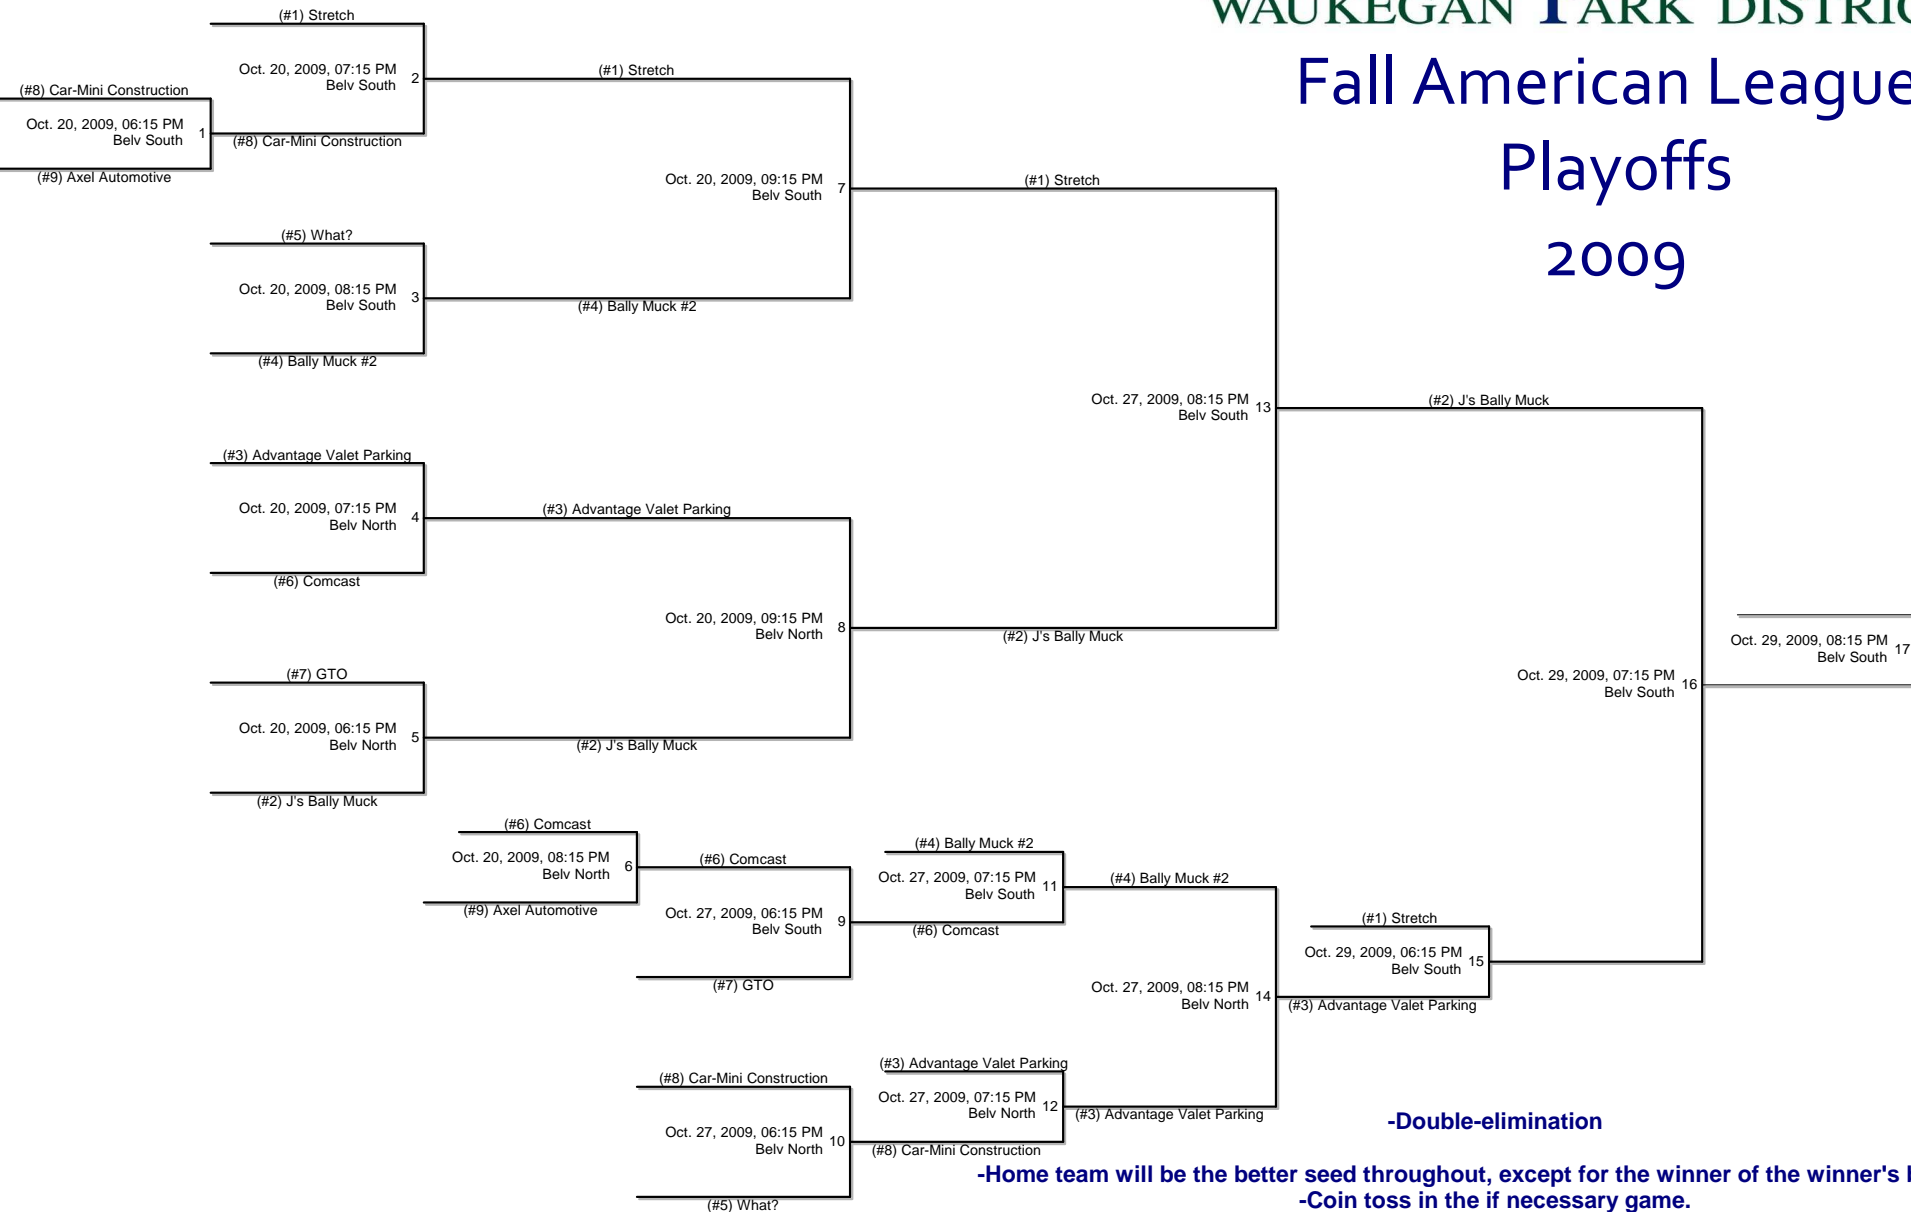 WAUKEGAN PARK DISTRIC
Fall American League
Playoffs
2009
(#1) Stretch
Oct. 20, 2009, 07:15 PM 2
Belv South
(#8) Car-Mini Construction
Oct. 20, 2009, 06:15 PM 1
Belv South
(#8) Car-Mini Construction
(#9) Axel Automotive
(#1) Stretch
(#5) What?
Oct. 20, 2009, 08:15 PM 3
Belv South
(#4) Bally Muck #2
(#4) Bally Muck #2
Oct. 20, 2009, 09:15 PM 7
Belv South
(#1) Stretch
(#3) Advantage Valet Parking
Oct. 20, 2009, 07:15 PM 4
Belv North
(#6) Comcast
(#3) Advantage Valet Parking
Oct. 20, 2009, 09:15 PM 8
Belv North
(#2) J's Bally Muck
(#7) GTO
Oct. 20, 2009, 06:15 PM 5
Belv North
(#2) J's Bally Muck
(#2) J's Bally Muck
Oct. 27, 2009, 08:15 PM 13
Belv South
(#2) J's Bally Muck
Oct. 29, 2009, 07:15 PM 16
Belv South
Oct. 29, 2009, 08:15 PM 17
Belv South
(#6) Comcast
Oct. 20, 2009, 08:15 PM 6
Belv North
(#9) Axel Automotive
(#6) Comcast
Oct. 27, 2009, 06:15 PM 9
Belv South
(#7) GTO
(#4) Bally Muck #2
Oct. 27, 2009, 07:15 PM 11
Belv South
(#6) Comcast
(#4) Bally Muck #2
Oct. 27, 2009, 08:15 PM 14
Belv North
(#1) Stretch
Oct. 29, 2009, 06:15 PM 15
Belv South
(#3) Advantage Valet Parking
(#8) Car-Mini Construction
Oct. 27, 2009, 06:15 PM 10
Belv North
(#5) What?
(#3) Advantage Valet Parking
Oct. 27, 2009, 07:15 PM 12
Belv North
(#8) Car-Mini Construction
(#3) Advantage Valet Parking
-Double-elimination
-Home team will be the better seed throughout, except for the winner of the winner's
-Coin toss in the if necessary game.